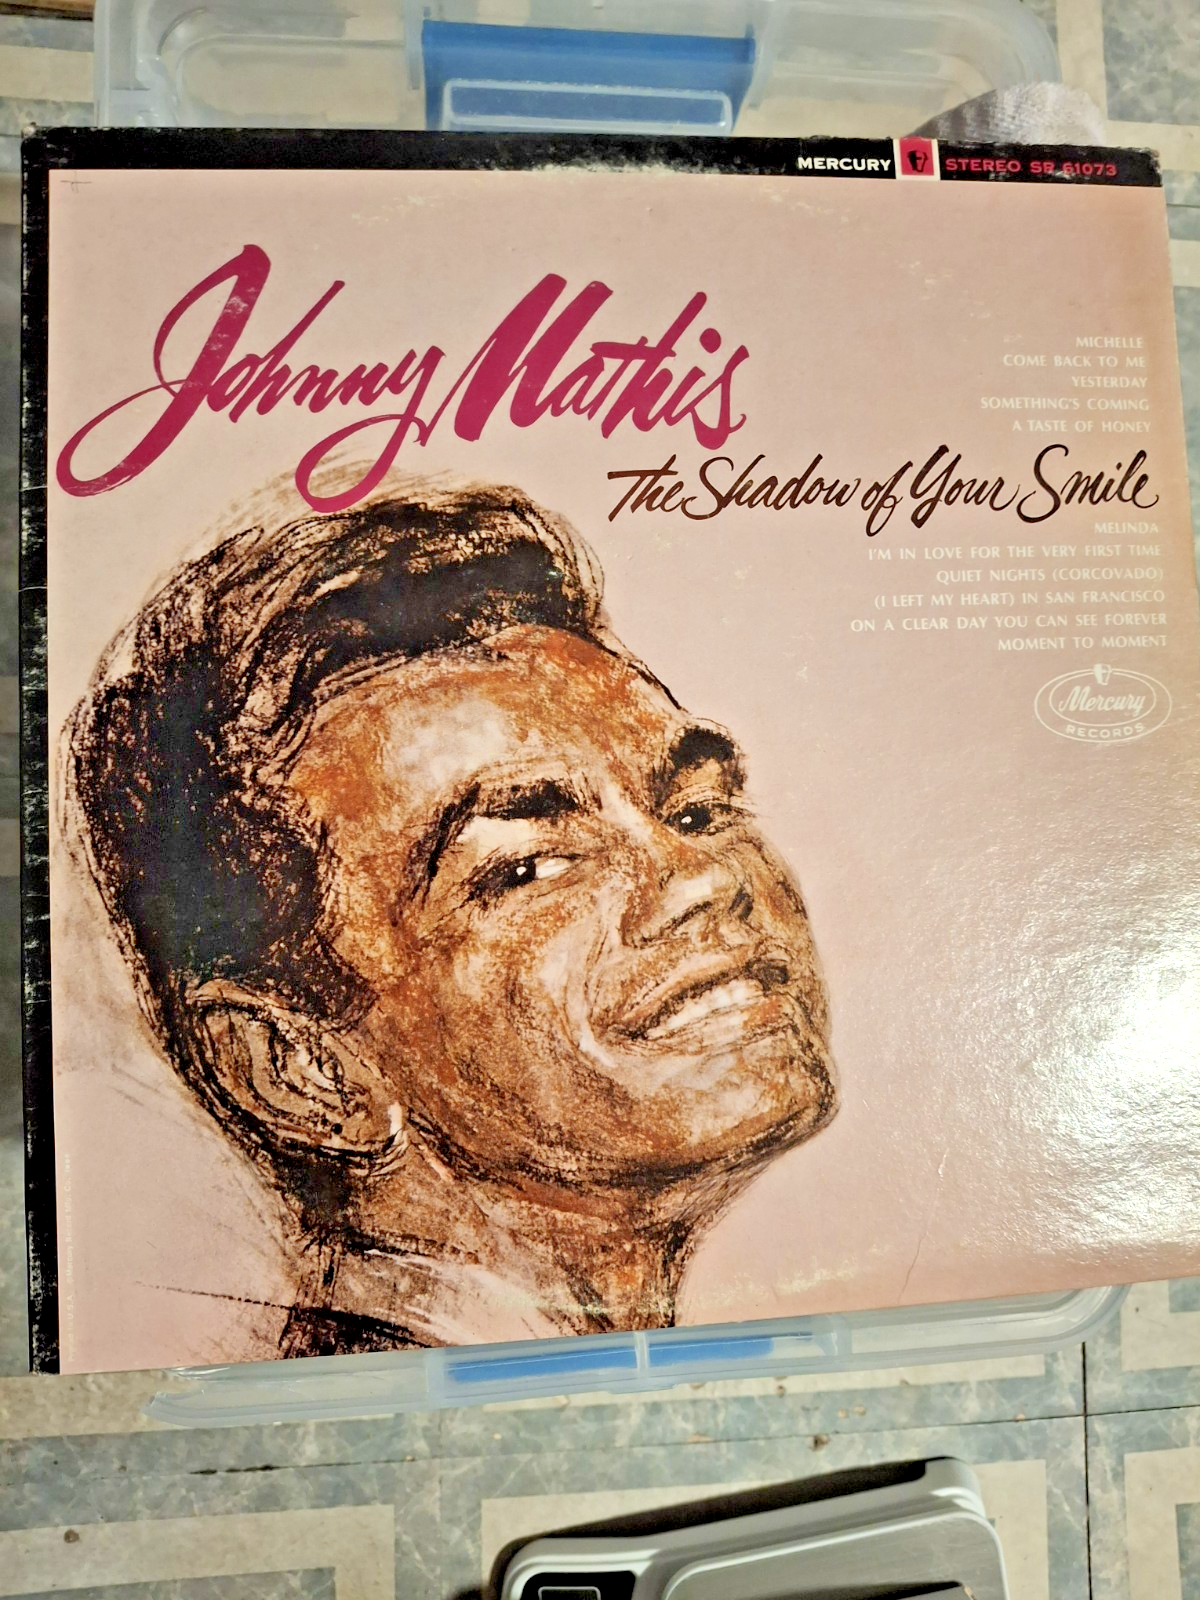 MERCURY STEREO SR 61073
Johnny Mathis
MICHELLE
COME BACK TO ME
YESTERDAY
SOMETHING'S COMING
A TASTE OF HONEY
The Shadow of Your Smile
MELINDA
I'M IN LOVE FOR THE VERY FIRST TIME
QUIET NIGHTS (CORCOVADO)
(I LEFT MY HEART) IN SAN FRANCISCO
ON A CLEAR DAY YOU CAN SEE FOREVER
MOMENT TO MOMENT
Mercury
RECORDS